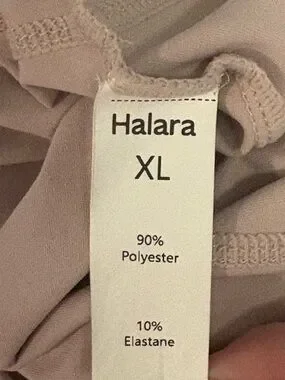 Halara
XL
90%
Polyester
10%
Elastane